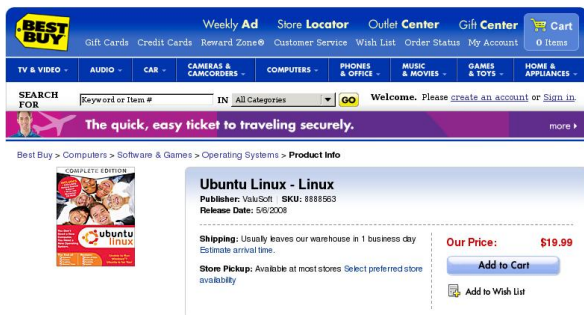 BEST
BUY
Weekly Ad Store Locator Outlet Center Gift Center Cart
Gift Cards Credit Cards Reward Zone® Customer Service Wish List Order Status My Account 0 Items
TV & VIDEO AUDIO CAR CAMERAS & CAMCORDERS COMPUTERS PHONES & OFFICE MUSIC & MOVIES GAMES & TOYS HOME & APPLIANCES
SEARCH FOR Keyword or Item # IN All Categories GO Welcome. Please create an account or Sign in.
The quick, easy ticket to traveling securely. more
Best Buy > Computers > Software & Games > Operating Systems > Product Info
COMPLETE EDITION
ubuntu
linux
Ubuntu Linux - Linux
Publisher: ValuSoft | SKU: 8888563
Release Date: 5/6/2008
Shipping: Usually leaves our warehouse in 1 business day
Estimate arrival time.
Store Pickup: Available at most stores Select preferred store
availability
Our Price: $19.99
Add to Cart
Add to Wish List